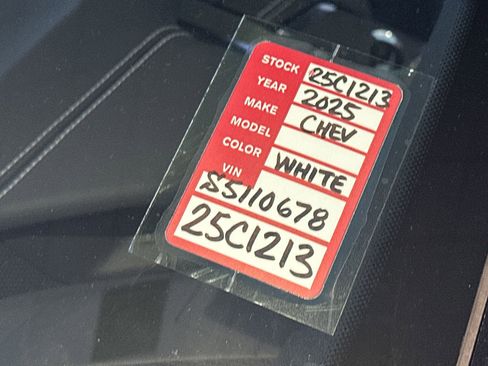 STOCK 25C1213
YEAR 2025
MAKE CHEV
MODEL
COLOR WHITE
VIN SS110678
25C1213